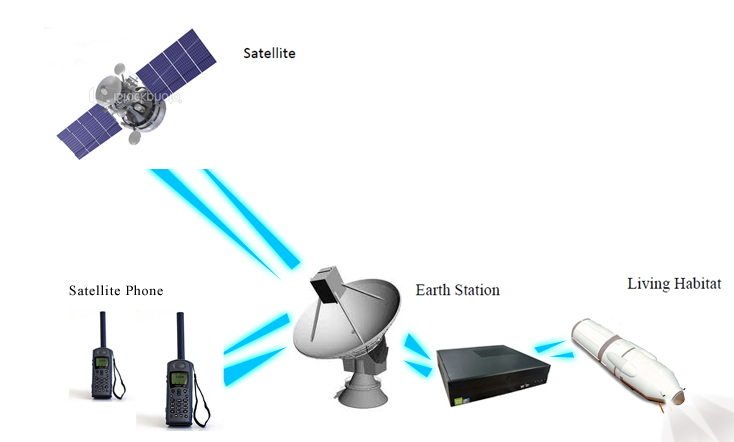 Satellite
Satellite Phone
Earth Station
Living Habitat